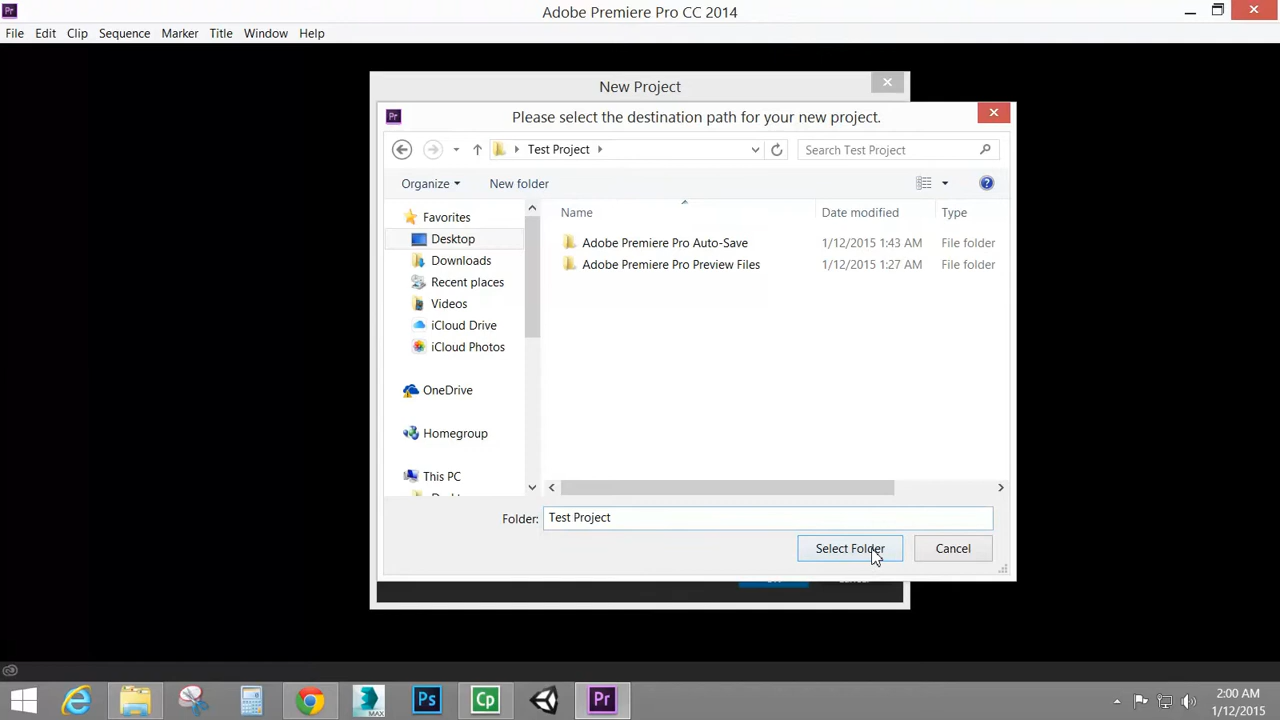 Pr
Adobe Premiere Pro CC 2014
File Edit Clip Sequence Marker Title Window Help
New Project
Pr
Please select the destination path for your new project.
Test Project
Search Test Project
Organize
New folder
Name
Date modified
Type
Favorites
Desktop
Downloads
Recent places
Videos
iCloud Drive
iCloud Photos
OneDrive
Homegroup
This PC
Adobe Premiere Pro Auto-Save 1/12/2015 1:43 AM File folder
Adobe Premiere Pro Preview Files 1/12/2015 1:27 AM File folder
Folder: Test Project
Select Folder
Cancel
MAX
Ps
Cp
Pr
2:00 AM
1/12/2015